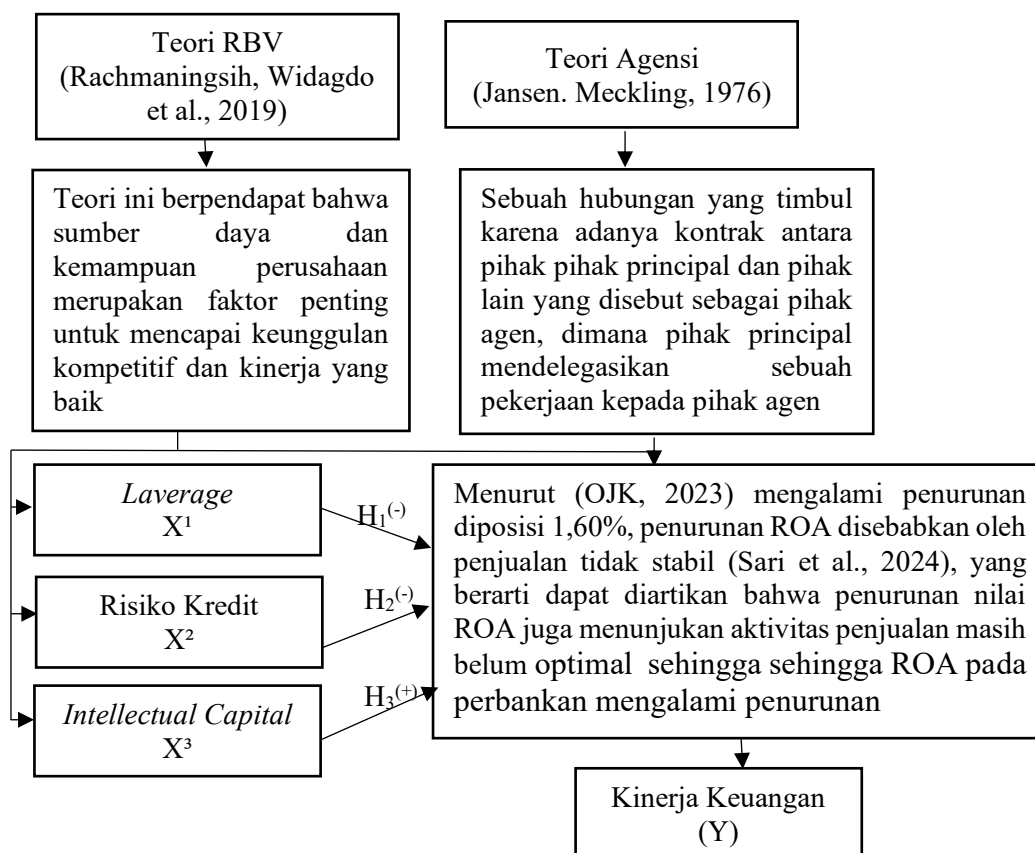 Teori RBV
(Rachmaningsih, Widagdo
et al., 2019)
Teori Agensi
(Jansen. Meckling, 1976)
Teori ini berpendapat bahwa
sumber daya dan
kemampuan perusahaan
merupakan faktor penting
untuk mencapai keunggulan
kompetitif dan kinerja yang
baik
Sebuah hubungan yang timbul
karena adanya kontrak antara
pihak pihak principal dan pihak
lain yang disebut sebagai pihak
agen, dimana pihak principal
mendelegasikan sebuah
pekerjaan kepada pihak agen
Laverage
X¹
Risiko Kredit
X²
Intellectual Capital
X³
H₁⁽⁻⁾
H₂⁽⁻⁾
H₃⁽⁺⁾
Menurut (OJK, 2023) mengalami penurunan
diposisi 1,60%, penurunan ROA disebabkan oleh
penjualan tidak stabil (Sari et al., 2024), yang
berarti dapat diartikan bahwa penurunan nilai
ROA juga menunjukan aktivitas penjualan masih
belum optimal sehingga sehingga ROA pada
perbankan mengalami penurunan
Kinerja Keuangan
(Y)